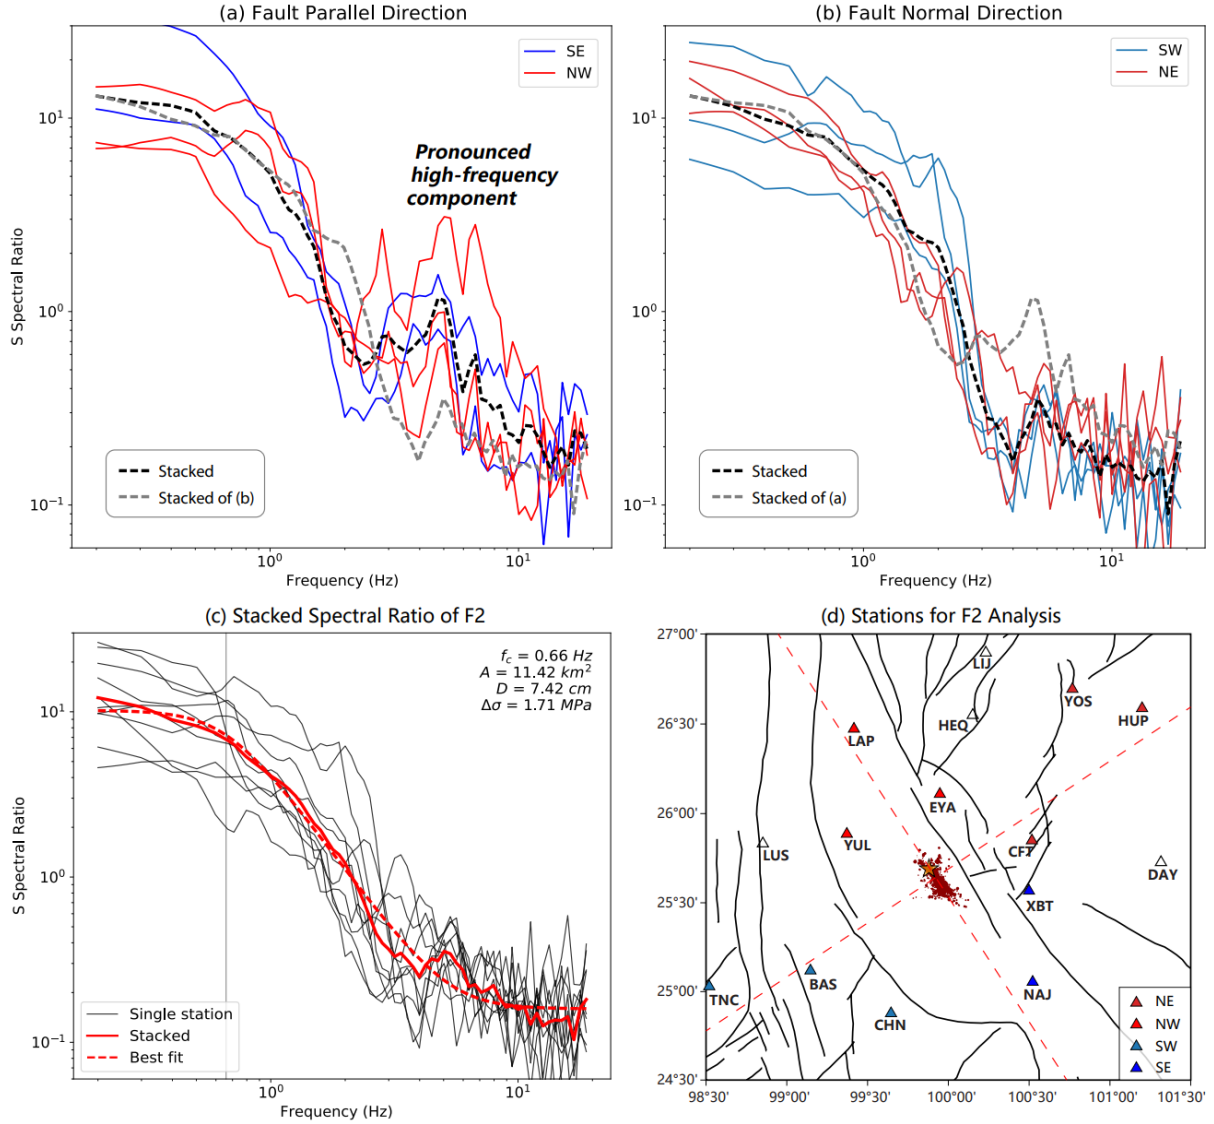 (a) Fault Parallel Direction
SE
NW
Pronounced
high-frequency
component
Stacked
Stacked of (b)
10¹
10⁰
10⁻¹
S Spectral Ratio
10⁰
10¹
Frequency (Hz)
(b) Fault Normal Direction
SW
NE
Stacked
Stacked of (a)
10¹
10⁰
10⁻¹
10⁰
10¹
Frequency (Hz)
(c) Stacked Spectral Ratio of F2
f_c = 0.66 Hz
A = 11.42 km²
D = 7.42 cm
Δσ = 1.71 MPa
Single station
Stacked
Best fit
10¹
10⁰
10⁻¹
S Spectral Ratio
10⁰
10¹
Frequency (Hz)
(d) Stations for F2 Analysis
27°00'
26°30'
26°00'
25°30'
25°00'
24°30'
LIJ
YOS
HUP
HEQ
LAP
EYA
YUL
CFT
LUS
DAY
XBT
BAS
NAJ
TNC
CHN
NE
NW
SW
SE
98°30'
99°00'
99°30'
100°00'
100°30'
101°00'
101°30'